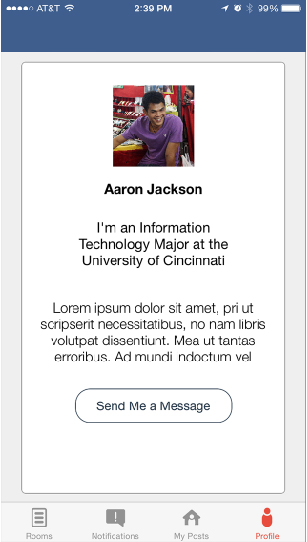 AT&T 2:39 PM 99%
Aaron Jackson
I'm an Information
Technology Major at the
University of Cincinnati
Lorem ipsum dolor sit amet, pri ut
scripserit necessitatibus, no nam libris
volutpat dissentiunt. Mea ut tantas
erroribus. Ad mundi indoctum vel
Send Me a Message
Rooms Notifications My Posts Profile